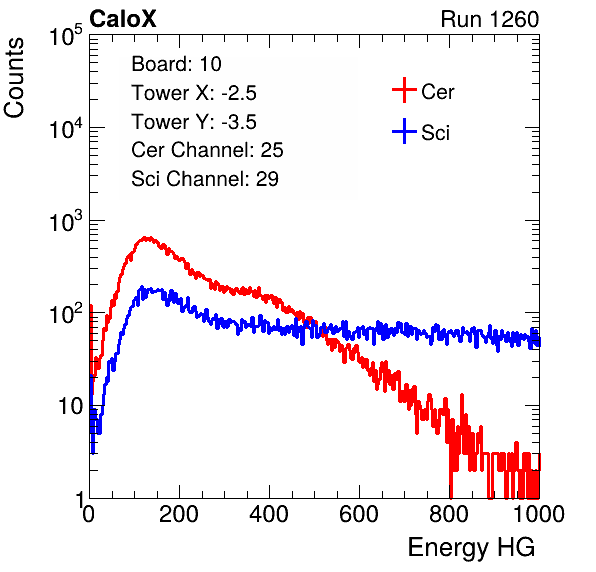 CaloX Run 1260
Counts
Board: 10
Tower X: -2.5
Tower Y: -3.5
Cer Channel: 25
Sci Channel: 29
Cer
Sci
10^5
10^4
10^3
10^2
10
1
0 200 400 600 800 1000
Energy HG